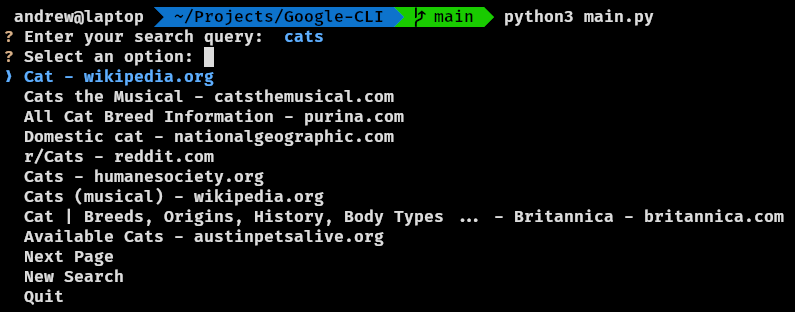 andrew@laptop ~/Projects/Google-CLI main python3 main.py
? Enter your search query: cats
? Select an option:
❯ Cat - wikipedia.org
Cats the Musical - catsthemusical.com
All Cat Breed Information - purina.com
Domestic cat - nationalgeographic.com
r/Cats - reddit.com
Cats - humanesociety.org
Cats (musical) - wikipedia.org
Cat | Breeds, Origins, History, Body Types ... - Britannica - britannica.com
Available Cats - austinpetsalive.org
Next Page
New Search
Quit